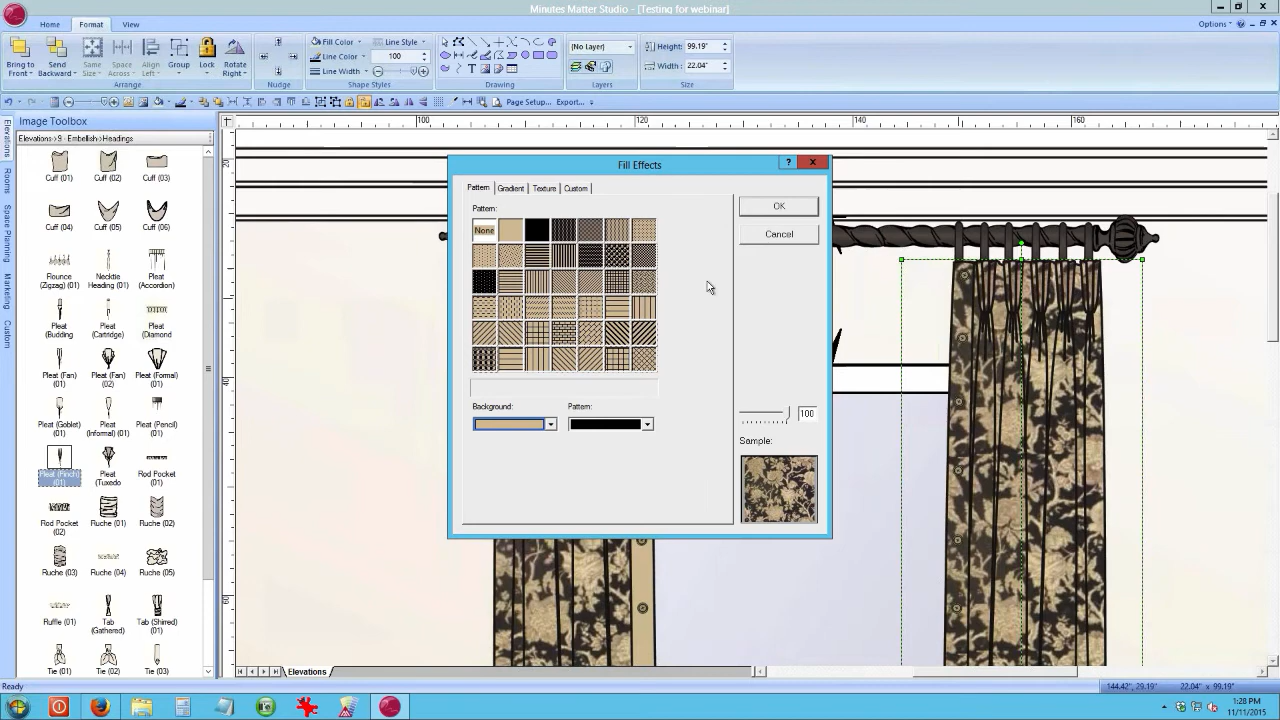 Minutes Matter Studio - [Testing for webinar]
Home Format View Options
Bring to Front Send Backward Same Size Space Across Align Left Group Lock Rotate Right
Arrange
Nudge
Fill Color Line Style
Line Color 100
Line Width
Shape Styles
Drawing
(No Layer)
Layers
Height: 99.19"
Width: 22.04"
Size
Page Setup... Export...
Image Toolbox
Elevations->9 - Embellish->Headings
Elevations
Rooms
Space Planning
Marketing
Custom
Cuff (01) Cuff (02) Cuff (03)
Cuff (04) Cuff (05) Cuff (06)
Flounce (Zigzag) (01) Necktie Heading (01) Pleat (Accordion)
Pleat (Budding Pleat (Cartridge) Pleat (Diamond
Pleat (Fan) (01) Pleat (Fan) (02) Pleat (Formal) (01)
Pleat (Goblet) (01) Pleat (Informal) (01) Pleat (Pencil) (01)
Pleat (Pinch) (01) Pleat (Tuxedo Rod Pocket (01)
Rod Pocket (02) Ruche (01) Ruche (02)
Ruche (03) Ruche (04) Ruche (05)
Ruffle (01) Tab (Gathered) Tab (Shirred) (01)
Tie (01) Tie (02) Tie (03)
100 120 140 160
20
40
60
Fill Effects
Pattern Gradient Texture Custom
Pattern:
None
OK
Cancel
Background: Pattern:
100
Sample:
Elevations
Ready
144.42", 29.19" 22.04" x 99.19"
1:28 PM
11/11/2015